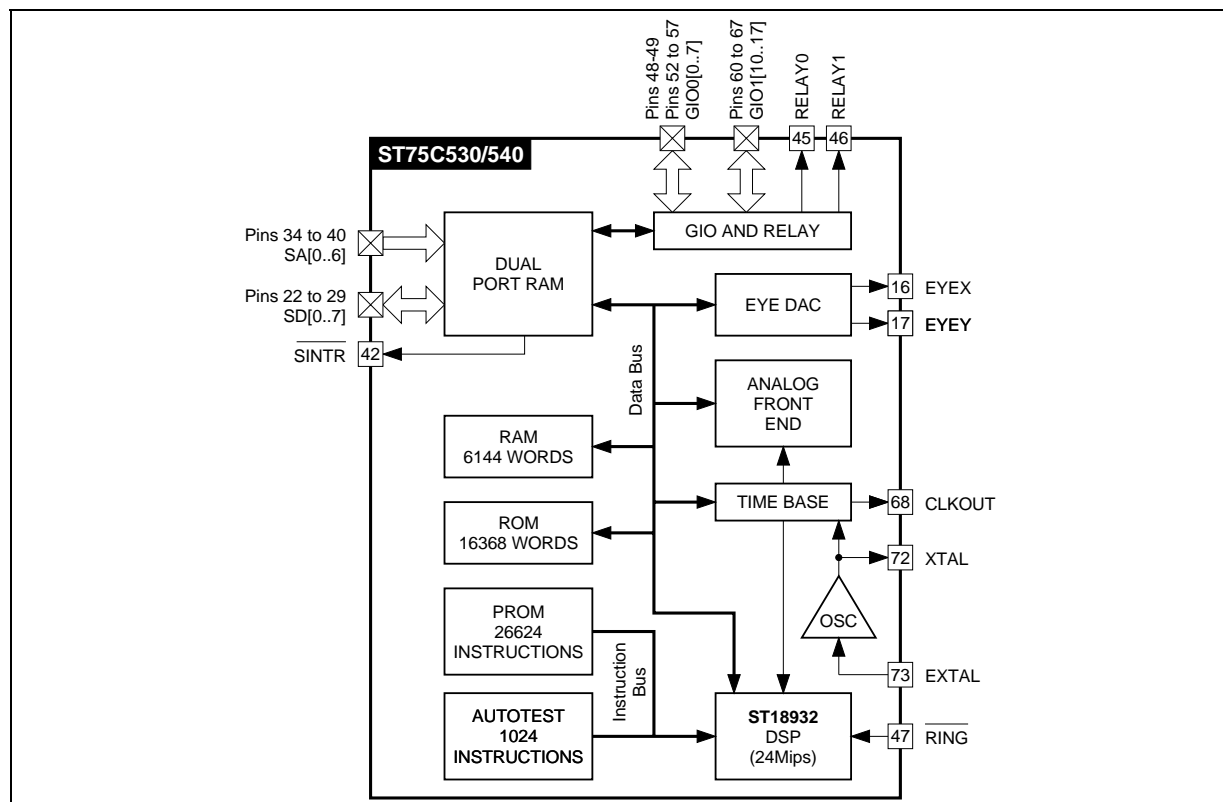 Pins 48-49
Pins 52 to 57
GIO0[0..7]
Pins 60 to 67
GIO1[10..17]
RELAY0
RELAY1
45
46
ST75C530/540
Pins 34 to 40
SA[0..6]
DUAL
PORT RAM
GIO AND RELAY
Pins 22 to 29
SD[0..7]
EYE DAC
16
EYEX
17
EYEY
SINTR
42
Data Bus
ANALOG
FRONT
END
RAM
6144 WORDS
TIME BASE
68
CLKOUT
ROM
16368 WORDS
72
XTAL
OSC
PROM
26624
INSTRUCTIONS
Instruction
Bus
73
EXTAL
AUTOTEST
1024
INSTRUCTIONS
ST18932
DSP
(24Mips)
47
RING